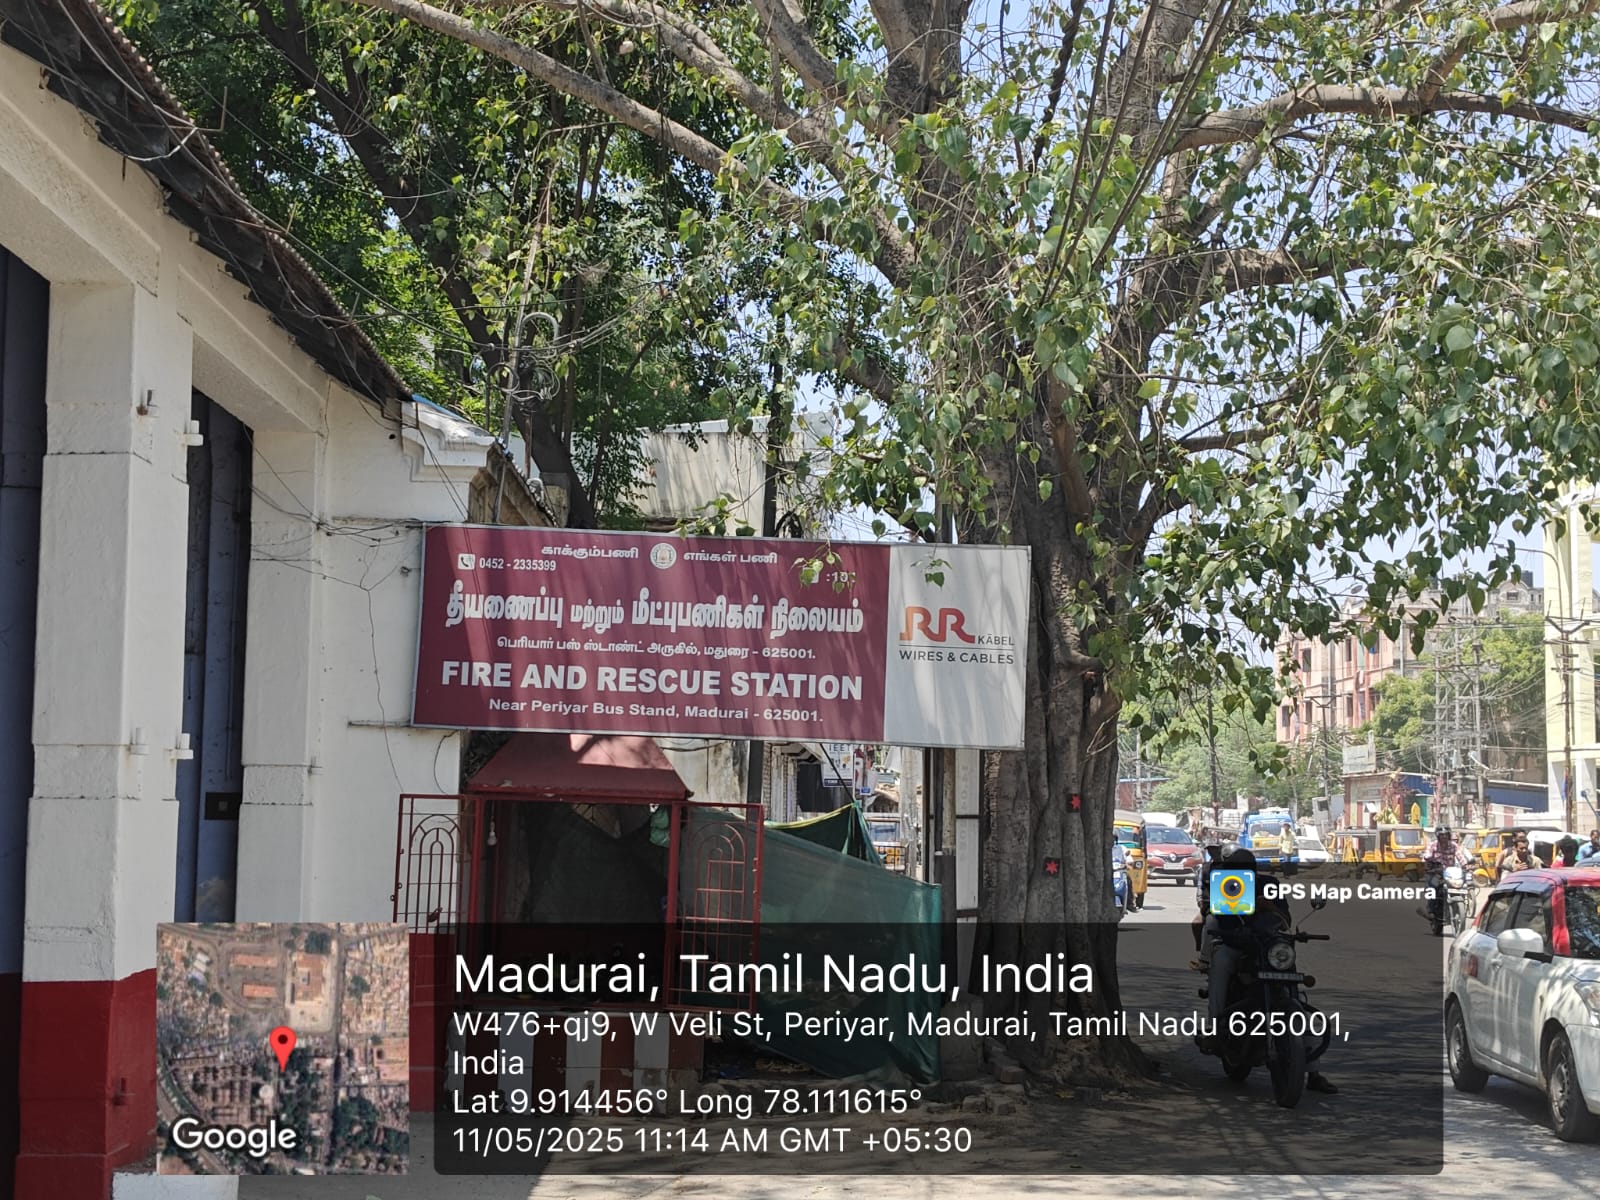 காக்கும்பணி எங்கள் பணி
0452 - 2335399
தீயணைப்பு மற்றும் மீட்புபணிகள் நிலையம்
பெரியார் பஸ் ஸ்டாண்ட் அருகில், மதுரை - 625001.
FIRE AND RESCUE STATION
Near Periyar Bus Stand, Madurai - 625001.
RR KABEL
WIRES & CABLES
GPS Map Camera
Madurai, Tamil Nadu, India
W476+qj9, W Veli St, Periyar, Madurai, Tamil Nadu 625001,
India
Lat 9.914456° Long 78.111615°
11/05/2025 11:14 AM GMT +05:30
Google